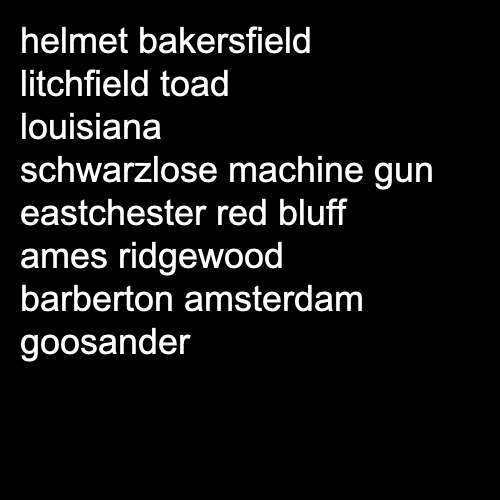 helmet bakersfield
litchfield toad
louisiana
schwarzlose machine gun
eastchester red bluff
ames ridgewood
barberton amsterdam
goosander